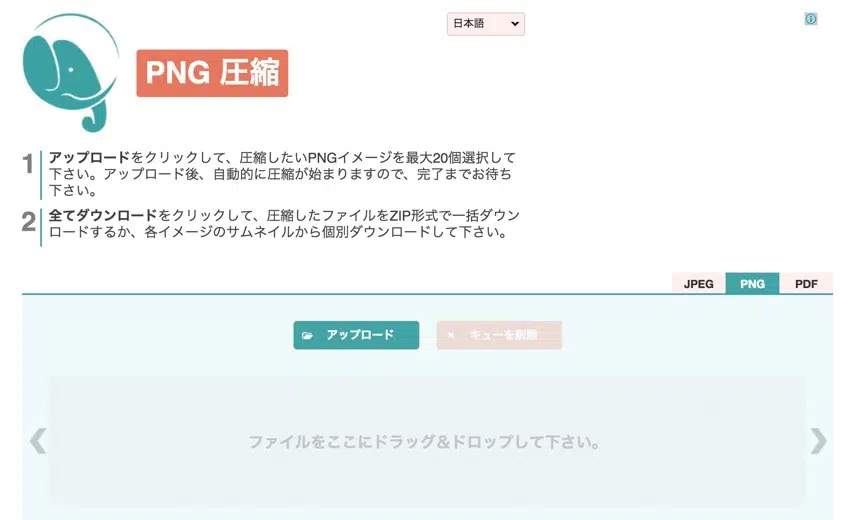 日本語
PNG 圧縮
1
アップロードをクリックして、圧縮したいPNGイメージを最大20個選択して
下さい。アップロード後、自動的に圧縮が始まりますので、完了までお待ち
下さい。
2
全てダウンロードをクリックして、圧縮したファイルをZIP形式で一括ダウン
ロードするか、各イメージのサムネイルから個別ダウンロードして下さい。
JPEG PNG PDF
アップロード キューを削除
ファイルをここにドラッグ&ドロップして下さい。